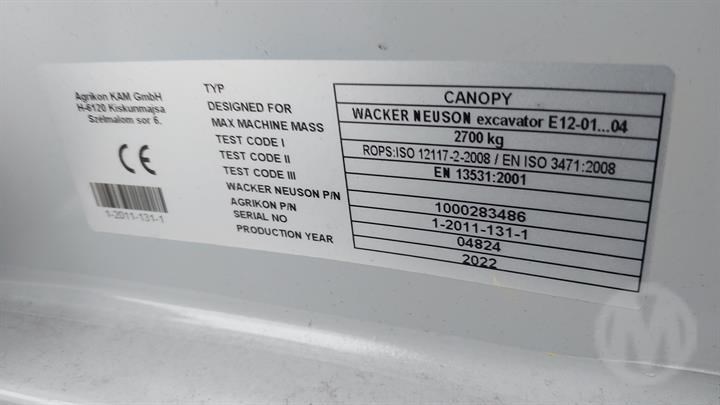 Agrikon KAM GmbH
H-6120 Kiskunmajsa
Szélmalom sor 6.
CE
1-2011-131-1
TYP CANOPY
DESIGNED FOR WACKER NEUSON excavator E12-01...04
MAX MACHINE MASS 2700 kg
TEST CODE I ROPS:ISO 12117-2-2008 / EN ISO 3471:2008
TEST CODE II EN 13531:2001
TEST CODE III
WACKER NEUSON P/N 1000283486
AGRIKON P/N 1-2011-131-1
SERIAL NO 04824
PRODUCTION YEAR 2022
M